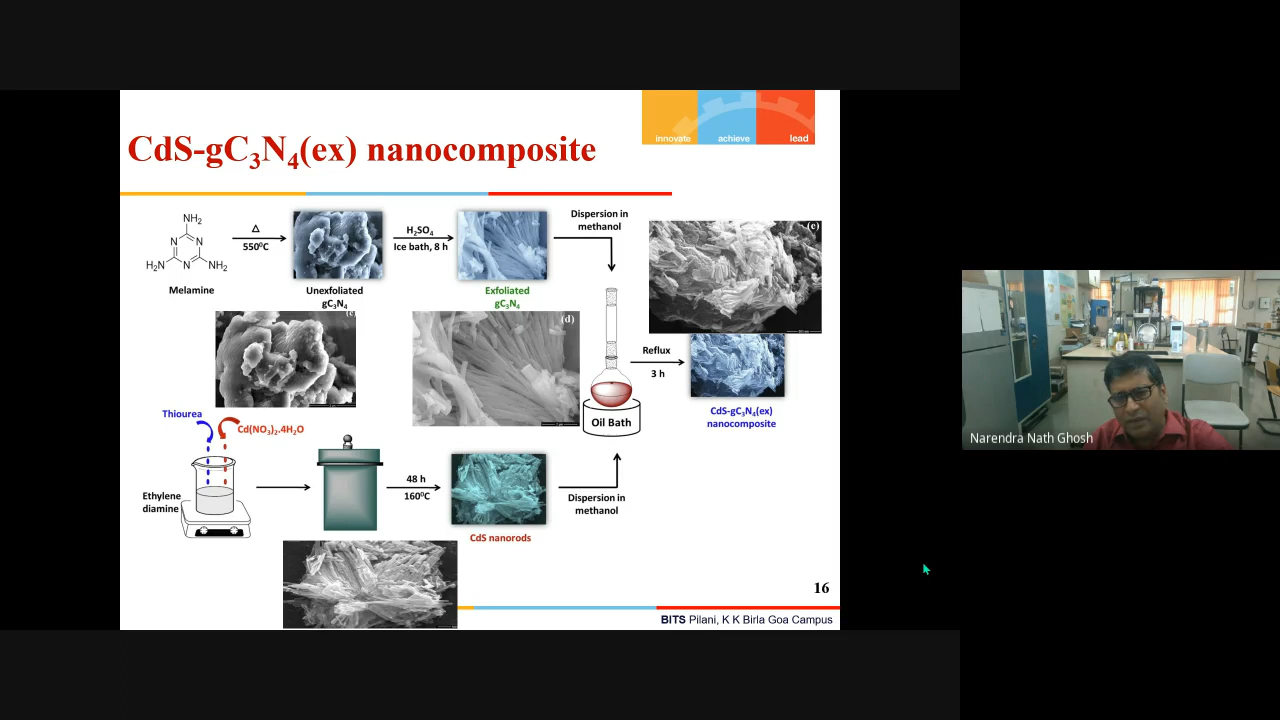 innovate achieve lead
CdS-gC3N4(ex) nanocomposite
NH2
N N
N
H2N NH2
Melamine
Δ
550⁰C
Unexfoliated
gC3N4
H2SO4
Ice bath, 8 h
Exfoliated
gC3N4
Dispersion in
methanol
(e)
(c)
(d)
Reflux
3 h
Oil Bath
CdS-gC3N4(ex)
nanocomposite
Thiourea
Cd(NO3)2.4H2O
Ethylene
diamine
48 h
160⁰C
CdS nanorods
Dispersion in
methanol
16
BITS Pilani, K K Birla Goa Campus
Narendra Nath Ghosh